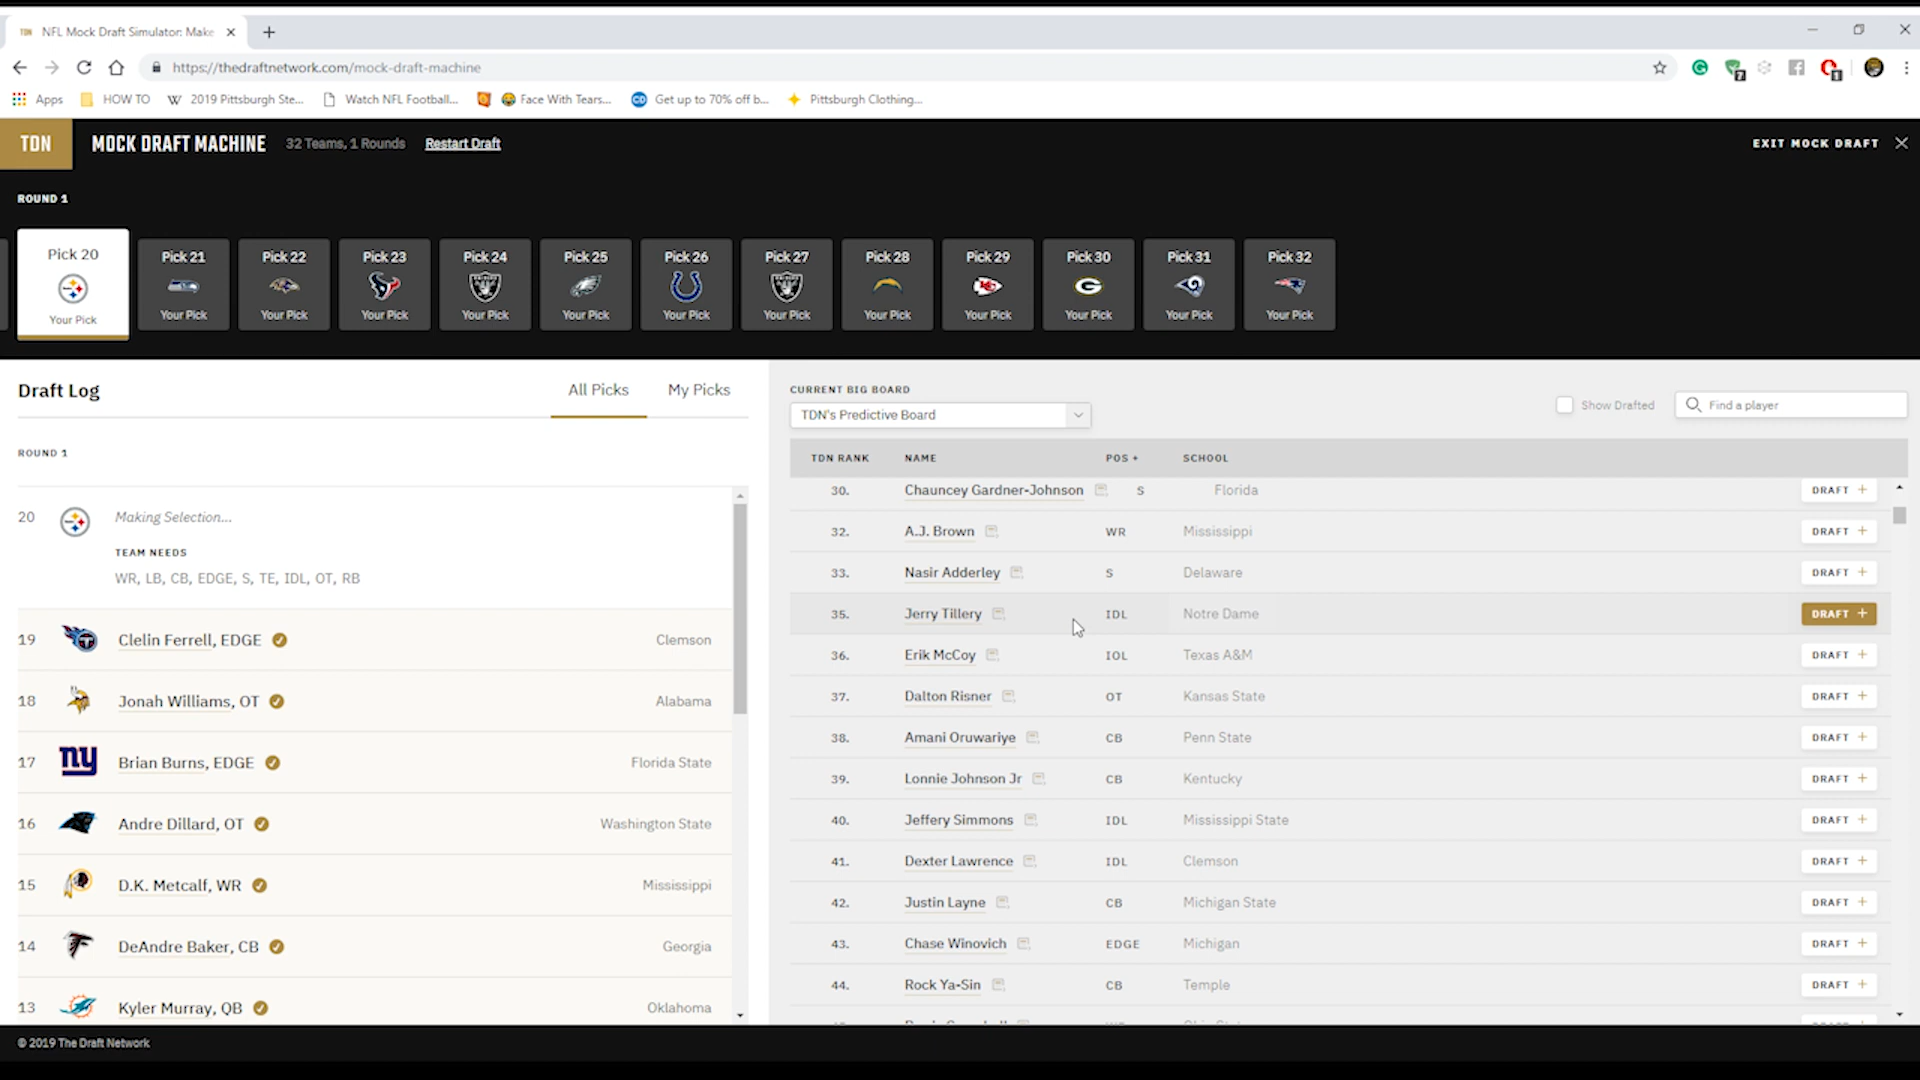 TDN NFL Mock Draft Simulator: Make
https://thedraftnetwork.com/mock-draft-machine
Apps HOW TO W 2019 Pittsburgh Ste... Watch NFL Football... Face With Tears... CD Get up to 70% off b... Pittsburgh Clothing...
TDN MOCK DRAFT MACHINE 32 Teams, 1 Rounds Restart Draft EXIT MOCK DRAFT
ROUND 1
Pick 20 Pick 21 Pick 22 Pick 23 Pick 24 Pick 25 Pick 26 Pick 27 Pick 28 Pick 29 Pick 30 Pick 31 Pick 32
Your Pick Your Pick Your Pick Your Pick Your Pick Your Pick Your Pick Your Pick Your Pick Your Pick Your Pick Your Pick Your Pick
Draft Log All Picks My Picks
ROUND 1
20 Making Selection...
TEAM NEEDS
WR, LB, CB, EDGE, S, TE, IDL, OT, RB
19 Clelin Ferrell, EDGE Clemson
18 Jonah Williams, OT Alabama
17 ny Brian Burns, EDGE Florida State
16 Andre Dillard, OT Washington State
15 D.K. Metcalf, WR Mississippi
14 DeAndre Baker, CB Georgia
13 Kyler Murray, QB Oklahoma
CURRENT BIG BOARD
TDN's Predictive Board Show Drafted Find a player
TDN RANK NAME POS + SCHOOL
30. Chauncey Gardner-Johnson S Florida DRAFT +
32. A.J. Brown WR Mississippi DRAFT +
33. Nasir Adderley S Delaware DRAFT +
35. Jerry Tillery IDL Notre Dame DRAFT +
36. Erik McCoy IOL Texas A&M DRAFT +
37. Dalton Risner OT Kansas State DRAFT +
38. Amani Oruwariye CB Penn State DRAFT +
39. Lonnie Johnson Jr CB Kentucky DRAFT +
40. Jeffery Simmons IDL Mississippi State DRAFT +
41. Dexter Lawrence IDL Clemson DRAFT +
42. Justin Layne CB Michigan State DRAFT +
43. Chase Winovich EDGE Michigan DRAFT +
44. Rock Ya-Sin CB Temple DRAFT +
© 2019 The Draft Network